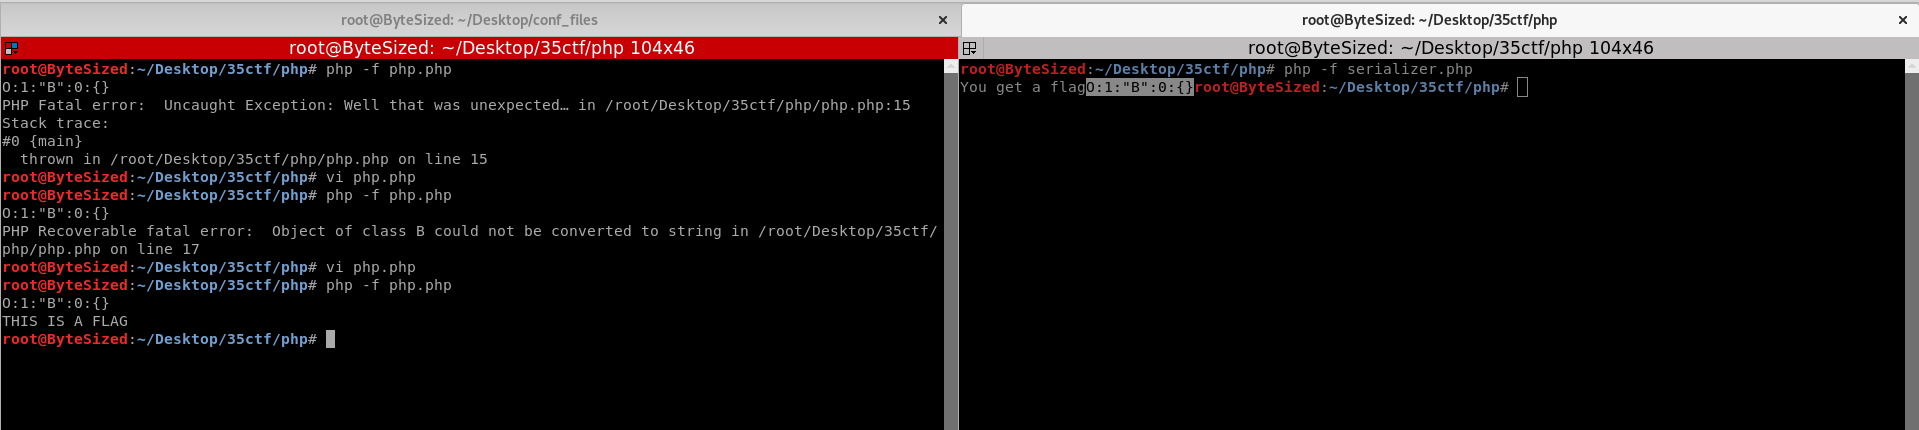 root@ByteSized: ~/Desktop/conf_files
root@ByteSized: ~/Desktop/35ctf/php 104x46
root@ByteSized:~/Desktop/35ctf/php# php -f php.php
O:1:"B":0:{}
PHP Fatal error:  Uncaught Exception: Well that was unexpected… in /root/Desktop/35ctf/php/php.php:15
Stack trace:
#0 {main}
  thrown in /root/Desktop/35ctf/php/php.php on line 15
root@ByteSized:~/Desktop/35ctf/php# vi php.php
root@ByteSized:~/Desktop/35ctf/php# php -f php.php
O:1:"B":0:{}
PHP Recoverable fatal error:  Object of class B could not be converted to string in /root/Desktop/35ctf/
php/php.php on line 17
root@ByteSized:~/Desktop/35ctf/php# vi php.php
root@ByteSized:~/Desktop/35ctf/php# php -f php.php
O:1:"B":0:{}
THIS IS A FLAG
root@ByteSized:~/Desktop/35ctf/php#
root@ByteSized: ~/Desktop/35ctf/php
root@ByteSized: ~/Desktop/35ctf/php 104x46
root@ByteSized:~/Desktop/35ctf/php# php -f serializer.php
You get a flagO:1:"B":0:{}root@ByteSized:~/Desktop/35ctf/php#